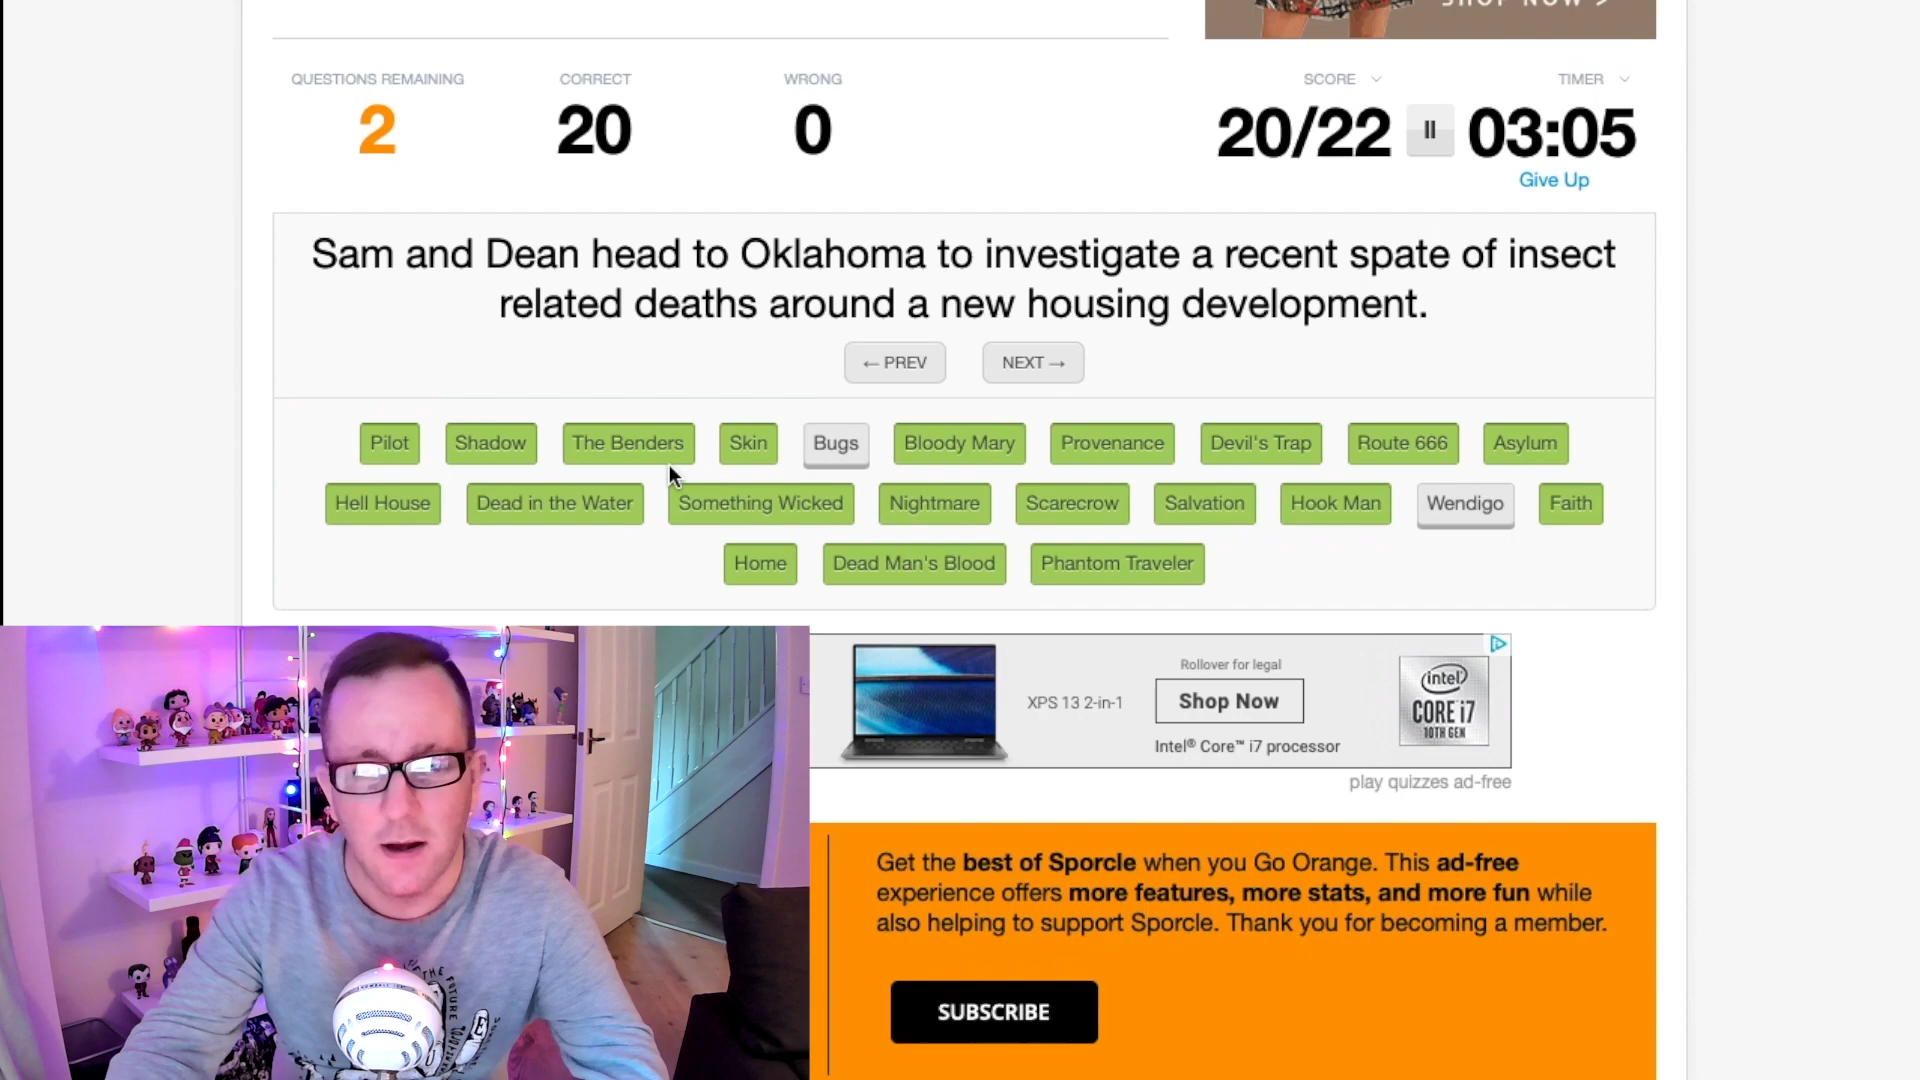 SHOP NOW >
QUESTIONS REMAINING
CORRECT
WRONG
SCORE
TIMER
2
20
0
20/22
03:05
Give Up
Sam and Dean head to Oklahoma to investigate a recent spate of insect
related deaths around a new housing development.
← PREV
NEXT →
Pilot
Shadow
The Benders
Skin
Bugs
Bloody Mary
Provenance
Devil's Trap
Route 666
Asylum
Hell House
Dead in the Water
Something Wicked
Nightmare
Scarecrow
Salvation
Hook Man
Wendigo
Faith
Home
Dead Man's Blood
Phantom Traveler
XPS 13 2-in-1
Rollover for legal
Shop Now
Intel® Core™ i7 processor
intel
CORE i7
10TH GEN
play quizzes ad-free
Get the best of Sporcle when you Go Orange. This ad-free
experience offers more features, more stats, and more fun while
also helping to support Sporcle. Thank you for becoming a member.
SUBSCRIBE
THE FUTURE